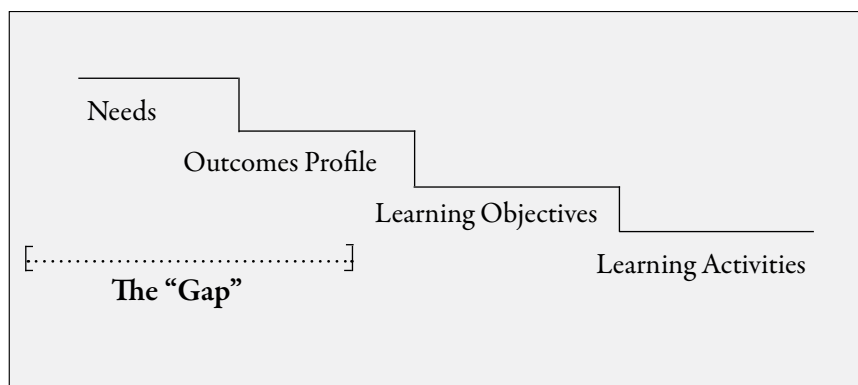 Needs
Outcomes Profile
Learning Objectives
Learning Activities
The “Gap”